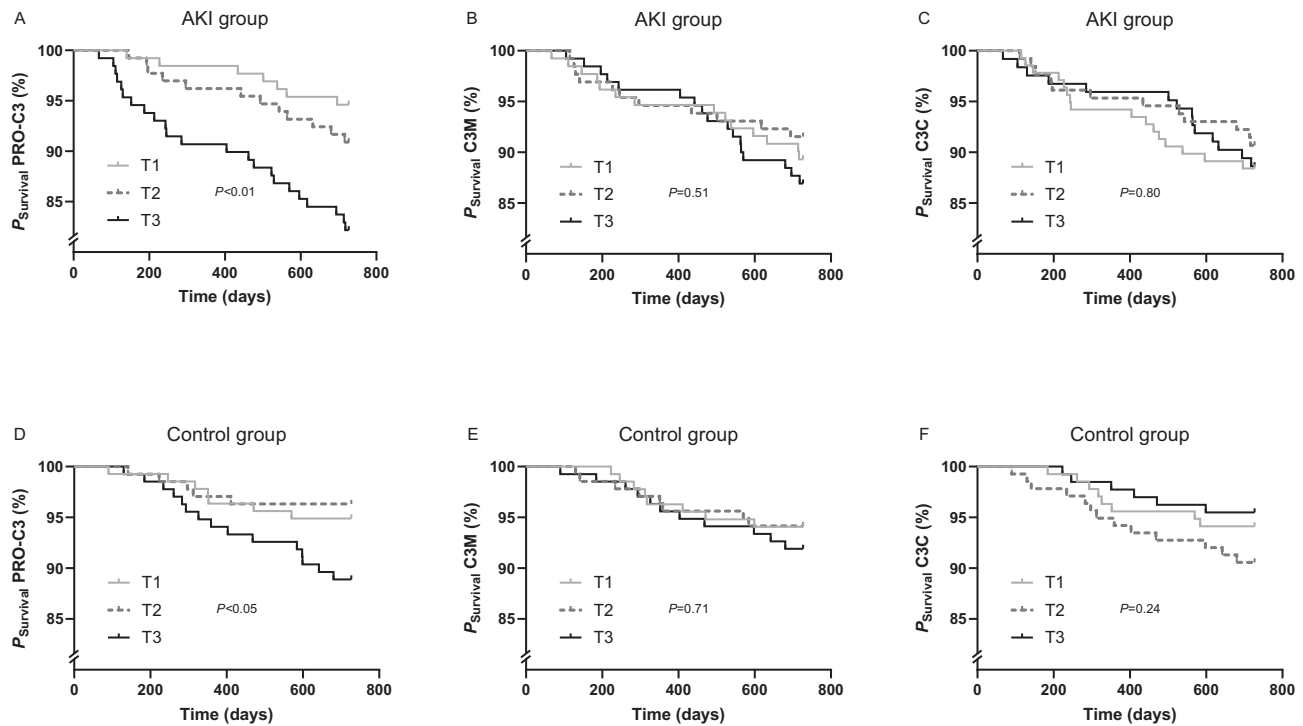 A
AKI group
P Survival PRO-C3 (%)
100
95
90
85
T1
T2
T3
P<0.01
0 200 400 600 800
Time (days)
B
AKI group
P Survival C3M (%)
100
95
90
85
T1
T2
T3
P=0.51
0 200 400 600 800
Time (days)
C
AKI group
P Survival C3C (%)
100
95
90
85
T1
T2
T3
P=0.80
0 200 400 600 800
Time (days)
D
Control group
P Survival PRO-C3 (%)
100
95
90
85
T1
T2
T3
P<0.05
0 200 400 600 800
Time (days)
E
Control group
P Survival C3M (%)
100
95
90
85
T1
T2
T3
P=0.71
0 200 400 600 800
Time (days)
F
Control group
P Survival C3C (%)
100
95
90
85
T1
T2
T3
P=0.24
0 200 400 600 800
Time (days)